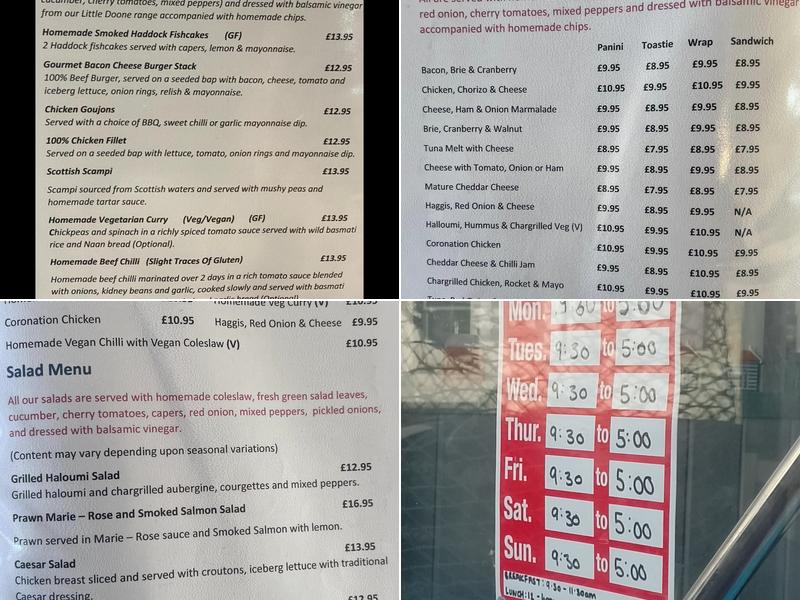 cucumber, cherry tomatoes, mixed peppers) and dressed with balsamic vinegar
from our Little Doone range accompanied with homemade chips.
Homemade Smoked Haddock Fishcakes (GF) £13.95
2 Haddock fishcakes served with capers, lemon & mayonnaise.
Gourmet Bacon Cheese Burger Stack £12.95
100% Beef Burger, served on a seeded bap with bacon, cheese, tomato and
iceberg lettuce, onion rings, relish & mayonnaise.
Chicken Goujons £12.95
Served with a choice of BBQ, sweet chilli or garlic mayonnaise dip.
100% Chicken Fillet £12.95
Served on a seeded bap with lettuce, tomato, onion rings and mayonnaise dip.
Scottish Scampi £13.95
Scampi sourced from Scottish waters and served with mushy peas and
homemade tartar sauce.
Homemade Vegetarian Curry (Veg/Vegan) (GF) £13.95
Chickpeas and spinach in a richly spiced tomato sauce served with wild basmati
rice and Naan bread (Optional).
Homemade Beef Chilli (Slight Traces Of Gluten) £13.95
Homemade beef chilli marinated over 2 days in a rich tomato sauce blended
with onions, kidney beans and garlic, cooked slowly and served with basmati
bread (Optional)
red onion, cherry tomatoes, mixed peppers and dressed with balsamic vinegar
accompanied with homemade chips.
Panini Toastie Wrap Sandwich
Bacon, Brie & Cranberry £9.95 £8.95 £9.95 £8.95
Chicken, Chorizo & Cheese £10.95 £9.95 £10.95 £9.95
Cheese, Ham & Onion Marmalade £9.95 £8.95 £9.95 £8.95
Brie, Cranberry & Walnut £9.95 £8.95 £9.95 £8.95
Tuna Melt with Cheese £8.95 £7.95 £8.95 £7.95
Cheese with Tomato, Onion or Ham £9.95 £8.95 £9.95 £8.95
Mature Cheddar Cheese £8.95 £7.95 £8.95 £7.95
Haggis, Red Onion & Cheese £9.95 £8.95 £9.95 N/A
Halloumi, Hummus & Chargrilled Veg (V) £10.95 £9.95 £10.95 N/A
Coronation Chicken £10.95 £9.95 £10.95 £9.95
Cheddar Cheese & Chilli Jam £9.95 £8.95 £10.95 £8.95
Chargrilled Chicken, Rocket & Mayo £10.95 £9.95 £10.95 £9.95
Homemade Veg Curry (V) £10.95
Coronation Chicken £10.95 Haggis, Red Onion & Cheese £9.95
Homemade Vegan Chilli with Vegan Coleslaw (V) £10.95
Salad Menu
All our salads are served with homemade coleslaw, fresh green salad leaves,
cucumber, cherry tomatoes, capers, red onion, mixed peppers, pickled onions,
and dressed with balsamic vinegar.
(Content may vary depending upon seasonal variations)
Grilled Haloumi Salad £12.95
Grilled haloumi and chargrilled aubergine, courgettes and mixed peppers.
Prawn Marie – Rose and Smoked Salmon Salad £16.95
Prawn served in Marie – Rose sauce and Smoked Salmon with lemon.
Caesar Salad £13.95
Chicken breast sliced and served with croutons, iceberg lettuce with traditional
Caesar dressing.
£12.95
Mon. 9:30 to 5:00
Tues. 9:30 to 5:00
Wed. 9:30 to 5:00
Thur. 9:30 to 5:00
Fri. 9:30 to 5:00
Sat. 9:30 to 5:00
Sun. 9:30 to 5:00
BREAKFAST: 9:30 - 11:30am
LUNCH: 12 -